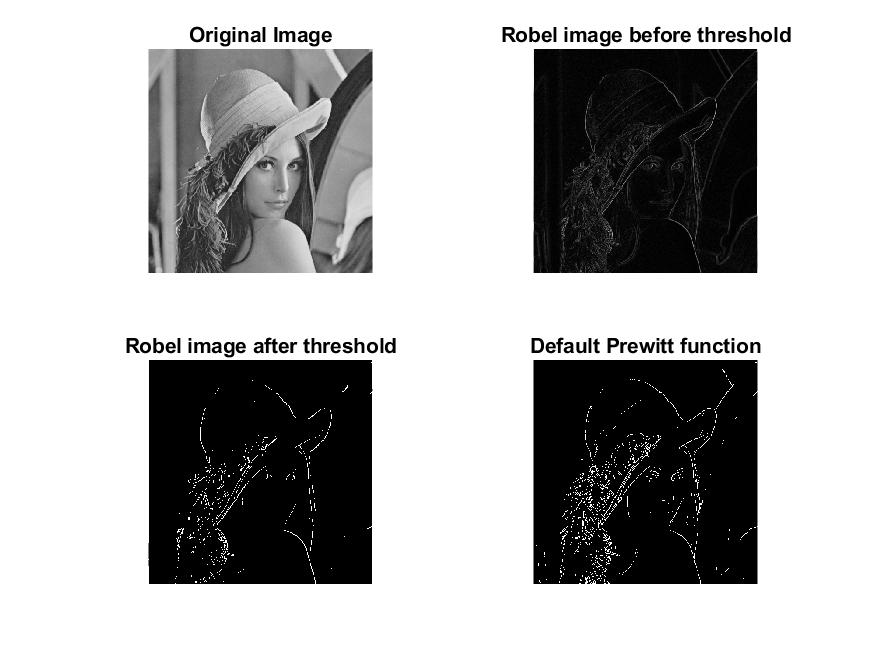 Original Image
Robel image before threshold
Robel image after threshold
Default Prewitt function